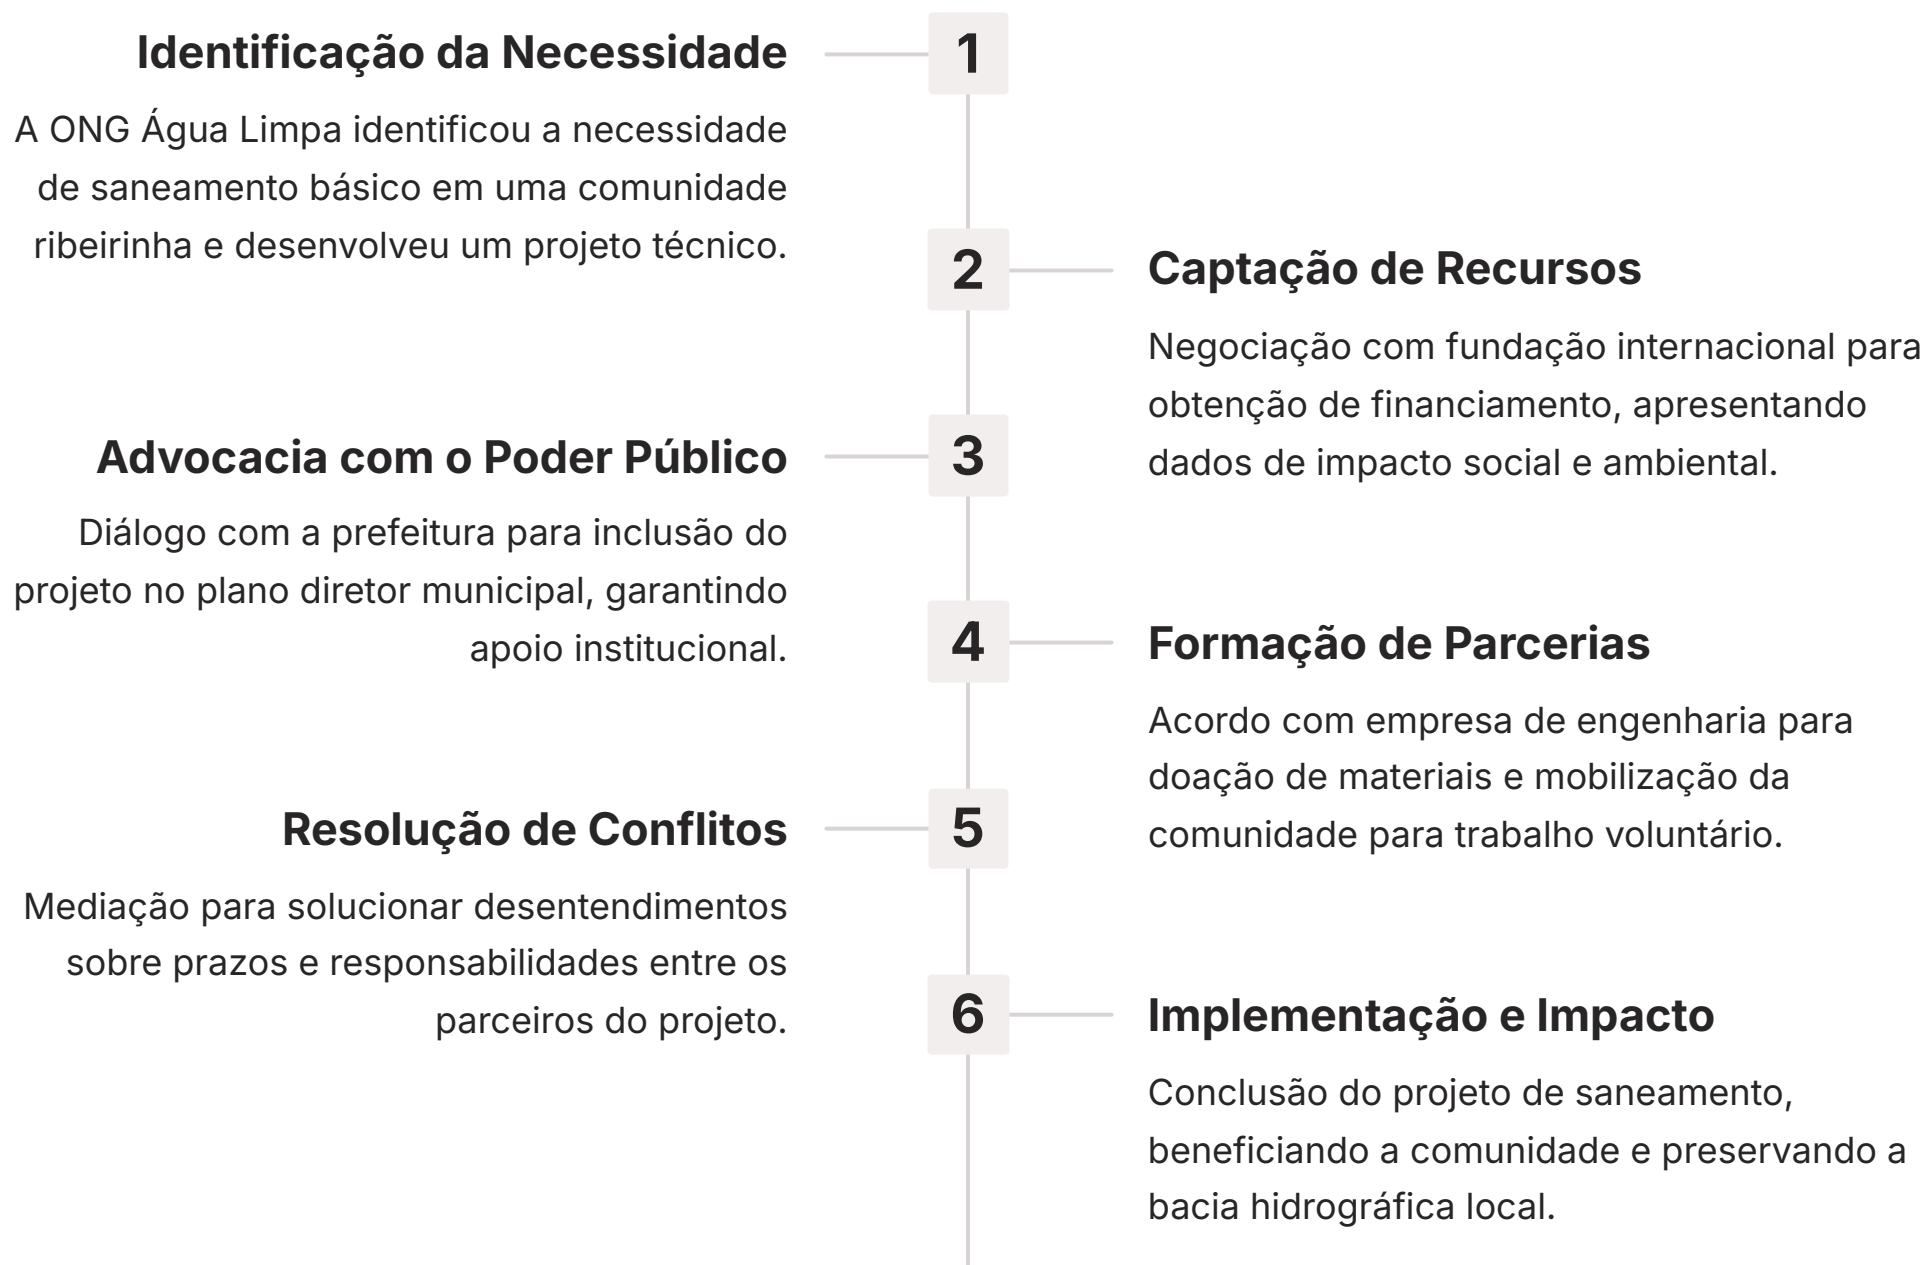 1
Identificação da Necessidade
A ONG Água Limpa identificou a necessidade
de saneamento básico em uma comunidade
ribeirinha e desenvolveu um projeto técnico.
2
Captação de Recursos
Negociação com fundação internacional para
obtenção de financiamento, apresentando
dados de impacto social e ambiental.
3
Advocacia com o Poder Público
Diálogo com a prefeitura para inclusão do
projeto no plano diretor municipal, garantindo
apoio institucional.
4
Formação de Parcerias
Acordo com empresa de engenharia para
doação de materiais e mobilização da
comunidade para trabalho voluntário.
5
Resolução de Conflitos
Mediação para solucionar desentendimentos
sobre prazos e responsabilidades entre os
parceiros do projeto.
6
Implementação e Impacto
Conclusão do projeto de saneamento,
beneficiando a comunidade e preservando a
bacia hidrográfica local.